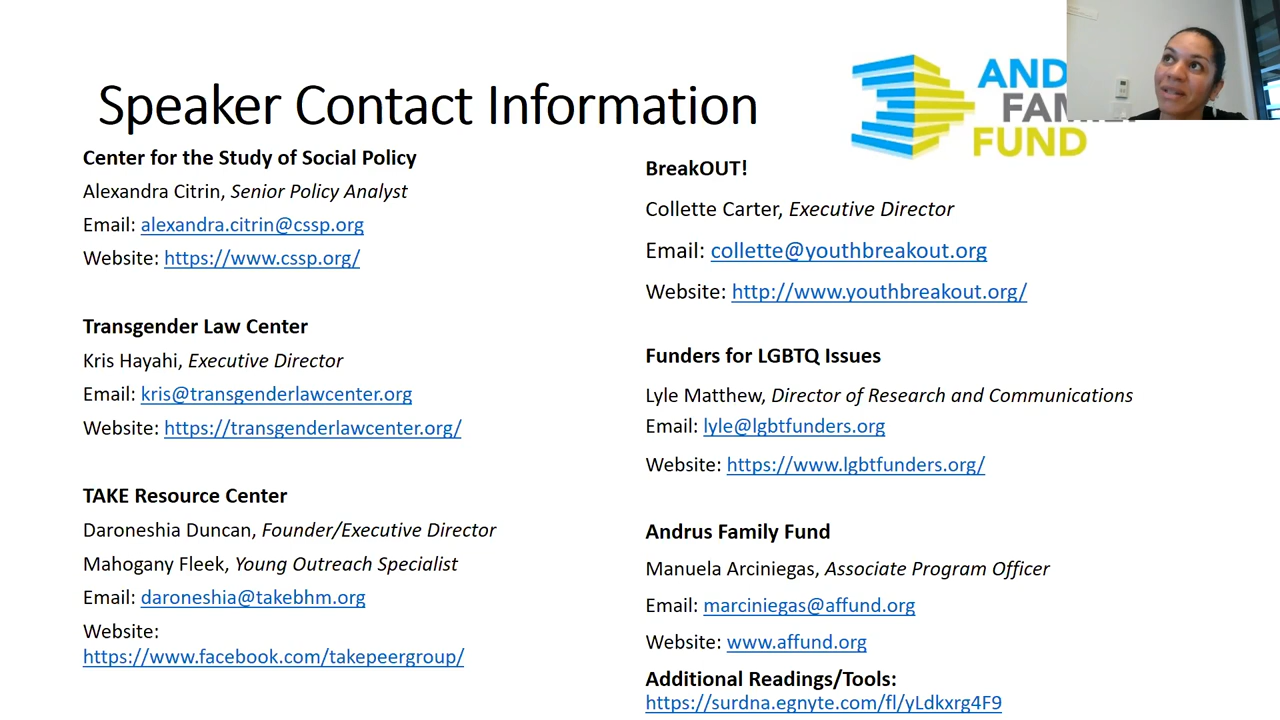 Speaker Contact Information
Center for the Study of Social Policy
Alexandra Citrin, Senior Policy Analyst
Email: alexandra.citrin@cssp.org
Website: https://www.cssp.org/
Transgender Law Center
Kris Hayahi, Executive Director
Email: kris@transgenderlawcenter.org
Website: https://transgenderlawcenter.org/
TAKE Resource Center
Daroneshia Duncan, Founder/Executive Director
Mahogany Fleek, Young Outreach Specialist
Email: daroneshia@takebhm.org
Website:
https://www.facebook.com/takepeergroup/
AND
FAMIL
FUND
BreakOUT!
Collette Carter, Executive Director
Email: collette@youthbreakout.org
Website: http://www.youthbreakout.org/
Funders for LGBTQ Issues
Lyle Matthew, Director of Research and Communications
Email: lyle@lgbtfunders.org
Website: https://www.lgbtfunders.org/
Andrus Family Fund
Manuela Arciniegas, Associate Program Officer
Email: marciniegas@affund.org
Website: www.affund.org
Additional Readings/Tools:
https://surdna.egnyte.com/fl/yLdkxrg4F9